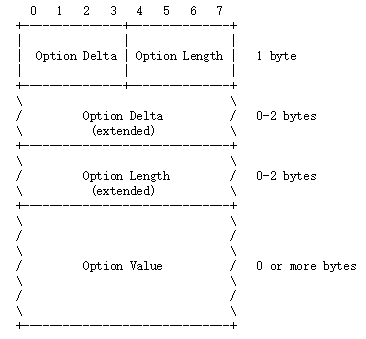 0 1 2 3 4 5 6 7
Option Delta Option Length 1 byte
Option Delta 0-2 bytes
(extended)
Option Length 0-2 bytes
(extended)
Option Value 0 or more bytes